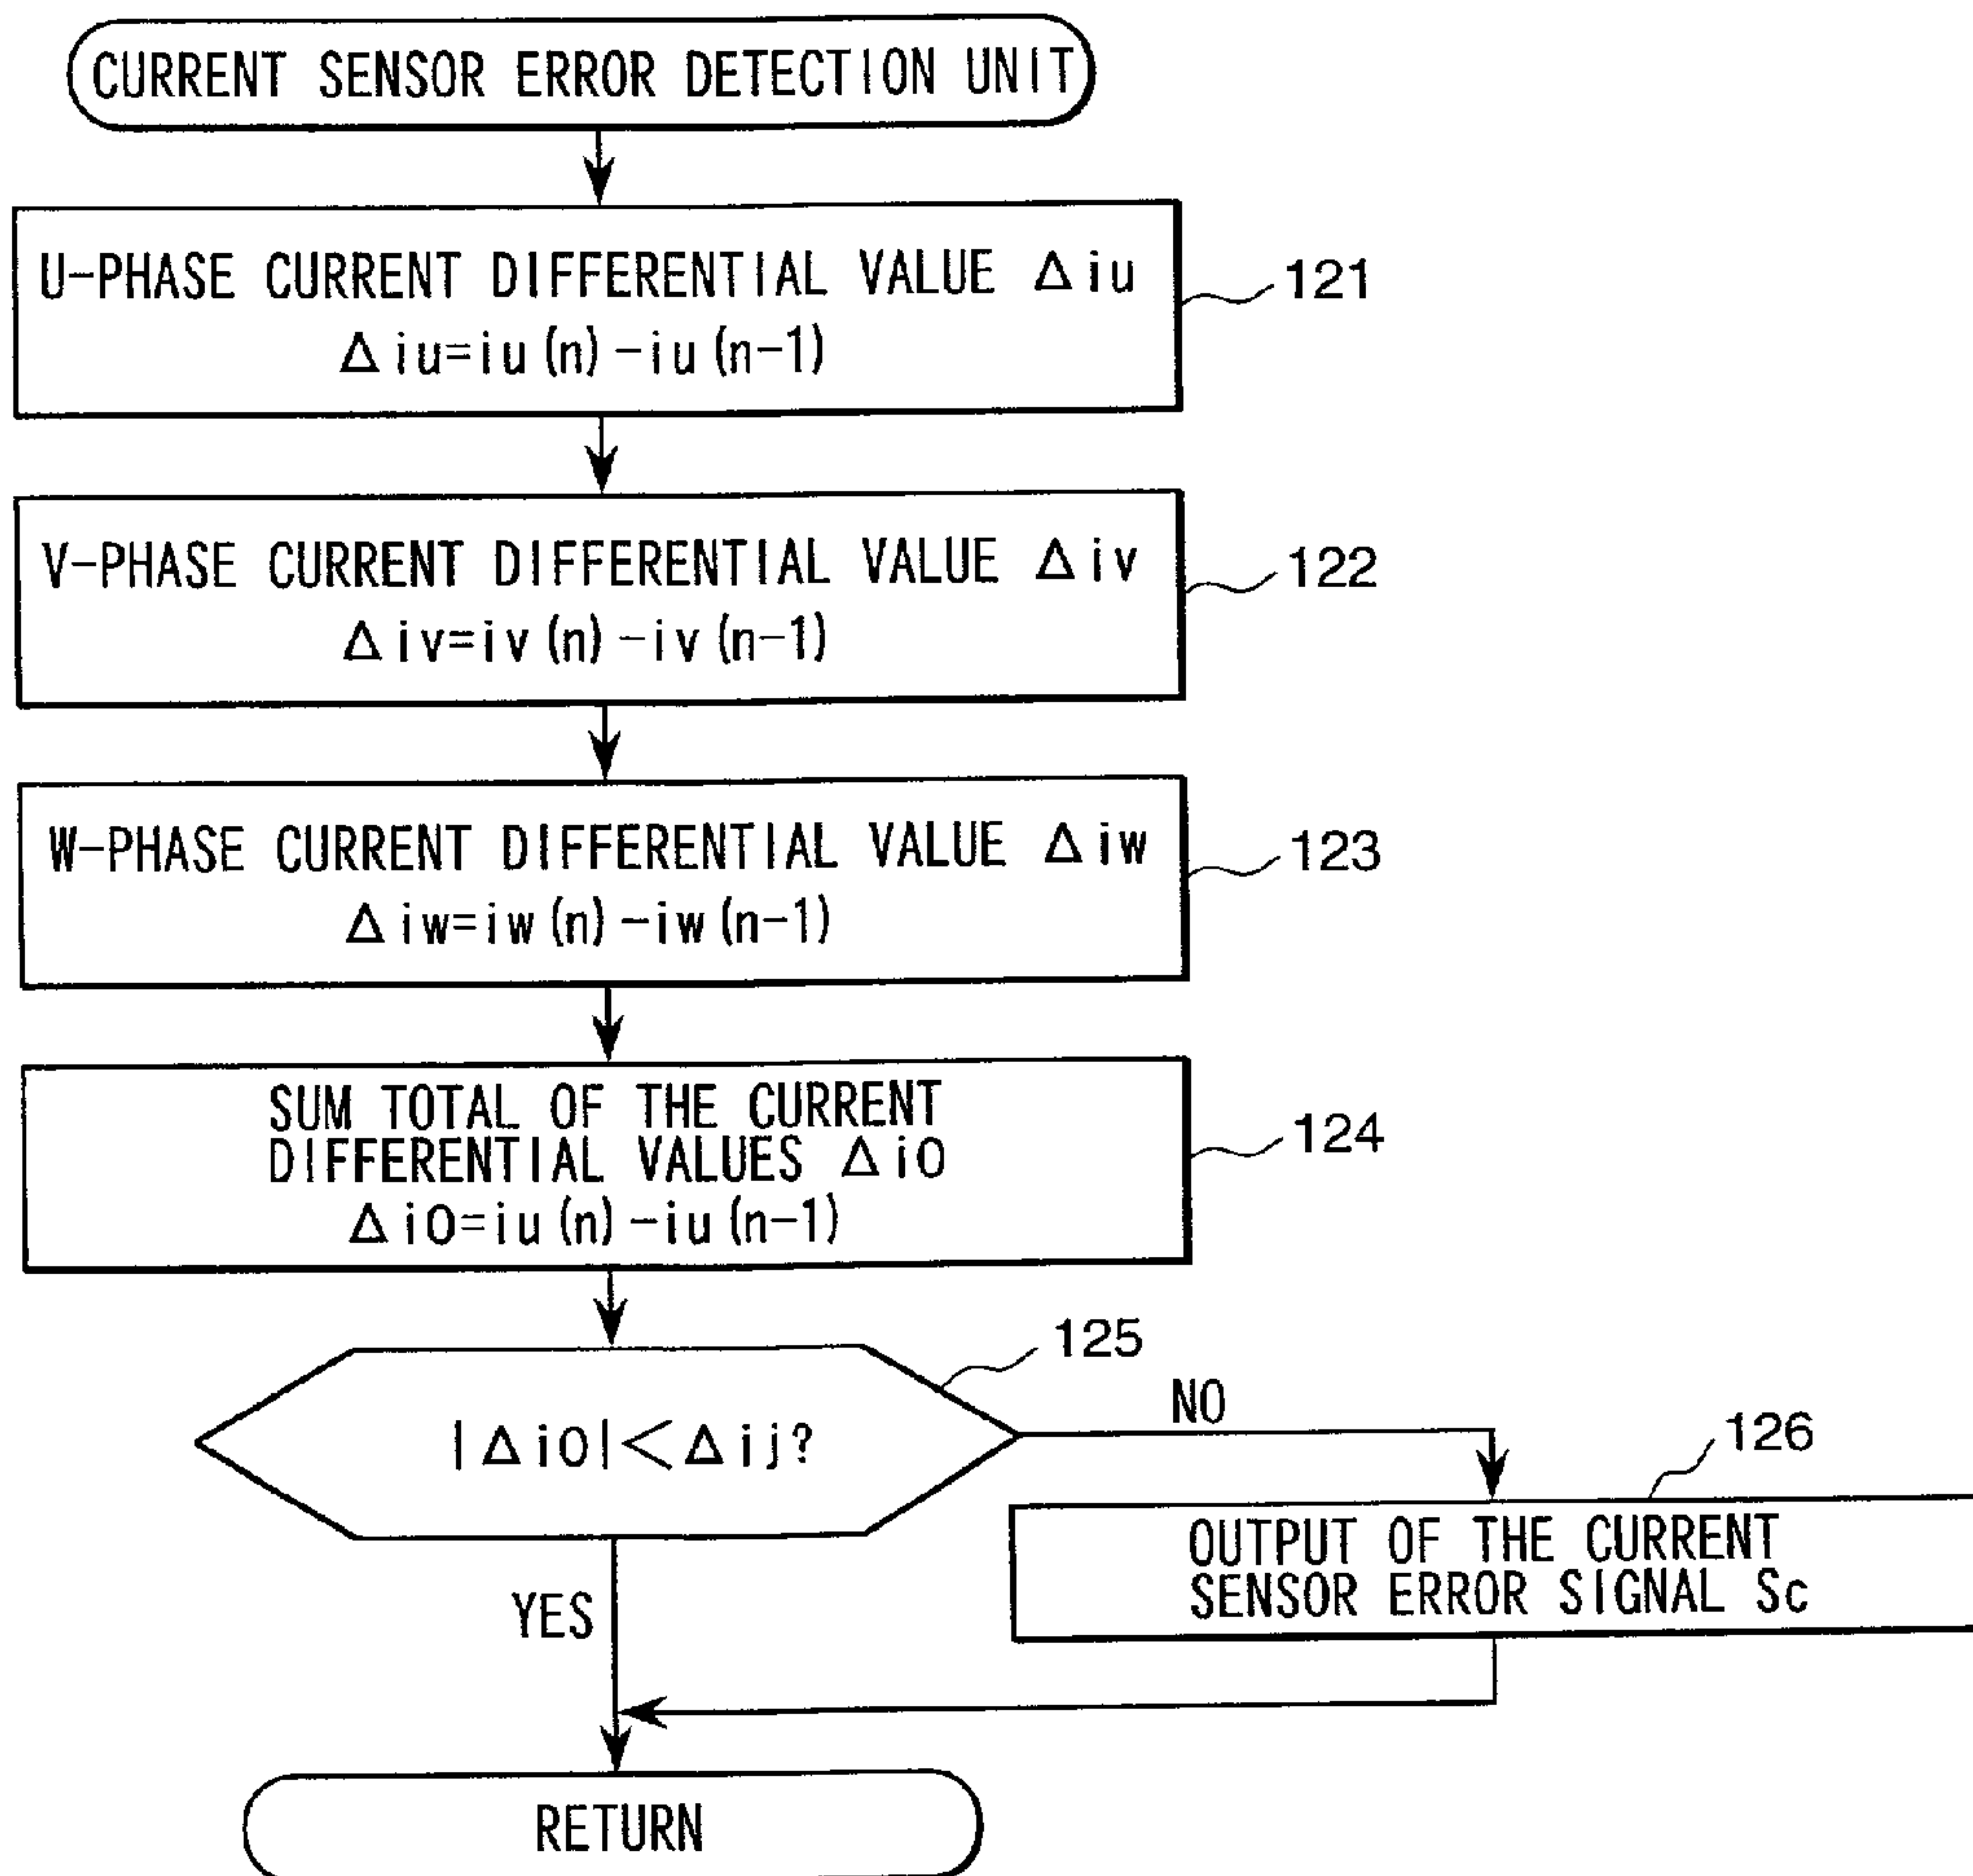 CURRENT SENSOR ERROR DETECTION UNIT
U-PHASE CURRENT DIFFERENTIAL VALUE Δiu
Δiu=iu(n)-iu(n-1)
121
V-PHASE CURRENT DIFFERENTIAL VALUE Δiv
Δiv=iv(n)-iv(n-1)
122
W-PHASE CURRENT DIFFERENTIAL VALUE Δiw
Δiw=iw(n)-iw(n-1)
123
SUM TOTAL OF THE CURRENT
DIFFERENTIAL VALUES Δi0
Δi0=iu(n)-iu(n-1)
124
|Δi0|<Δij?
125
NO
YES
126
OUTPUT OF THE CURRENT
SENSOR ERROR SIGNAL Sc
RETURN